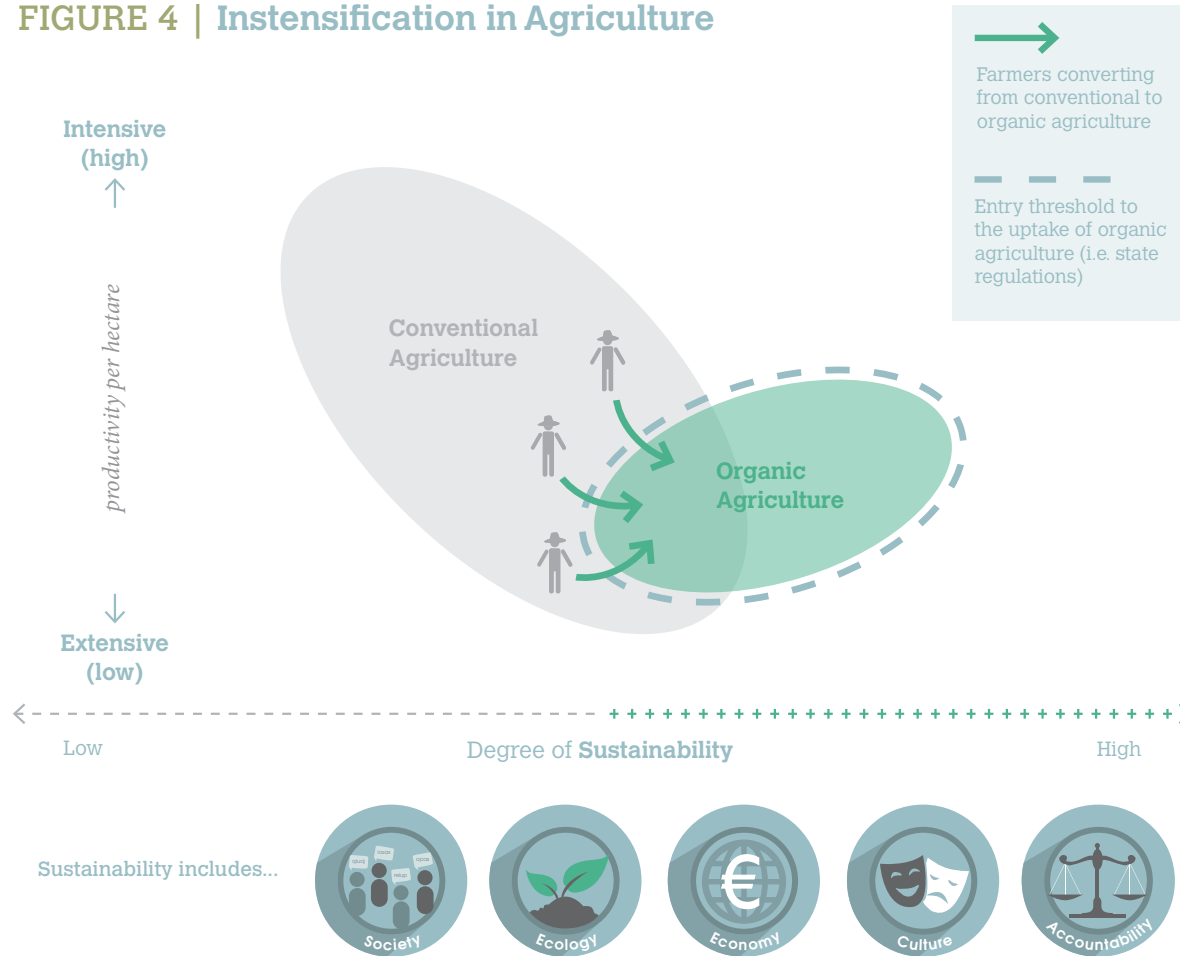 FIGURE 4 | Instensification in Agriculture
Farmers converting
from conventional to
organic agriculture
Entry threshold to
the uptake of organic
agriculture (i.e. state
regulations)
Intensive
(high)
productivity per hectare
Extensive
(low)
Conventional
Agriculture
Organic
Agriculture
Low
Degree of Sustainability
High
Sustainability includes...
Society
Ecology
€
Economy
Culture
Accountability